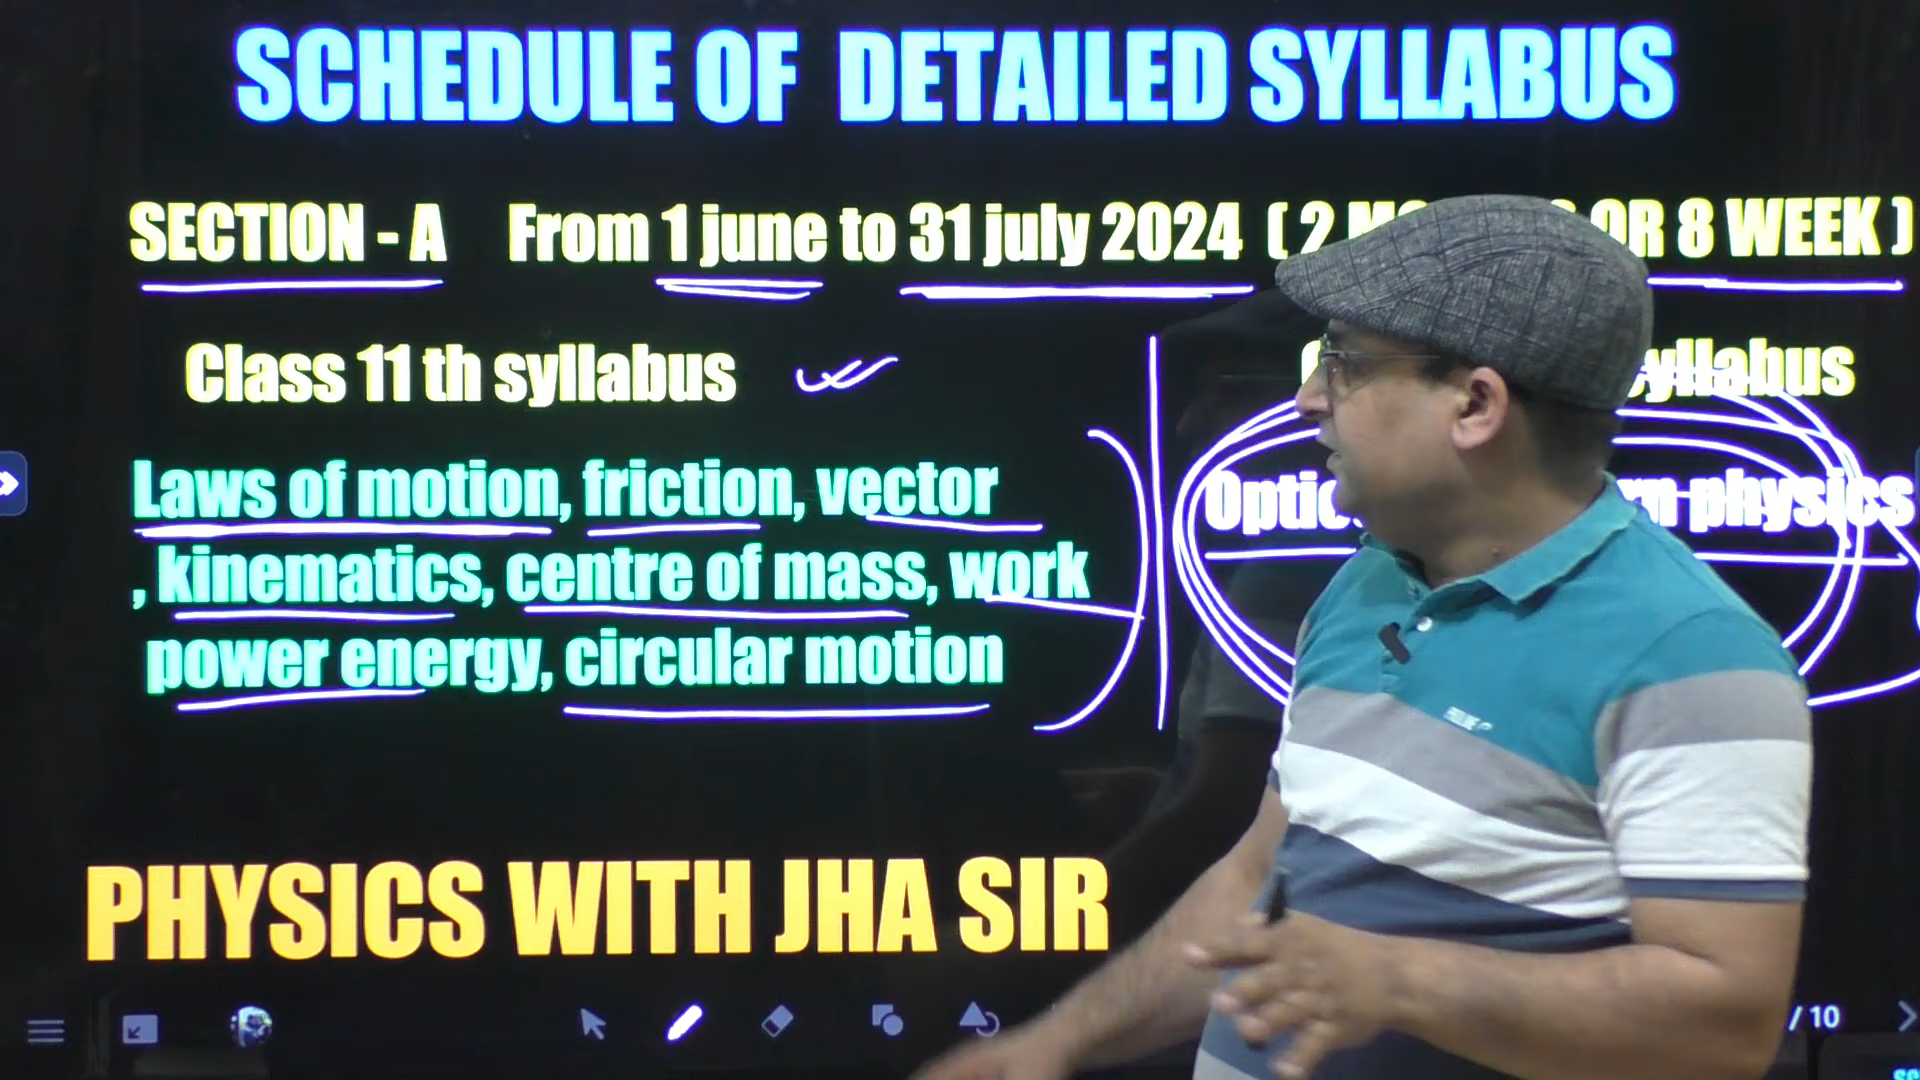 SCHEDULE OF DETAILED SYLLABUS
SECTION - A From 1 june to 31 july 2024 ( 2 OR 8 WEEK )
Class 11 th syllabus
syllabus
Laws of motion, friction, vector
, kinematics, centre of mass, work
power energy, circular motion
physics
PHYSICS WITH JHA SIR
/ 10